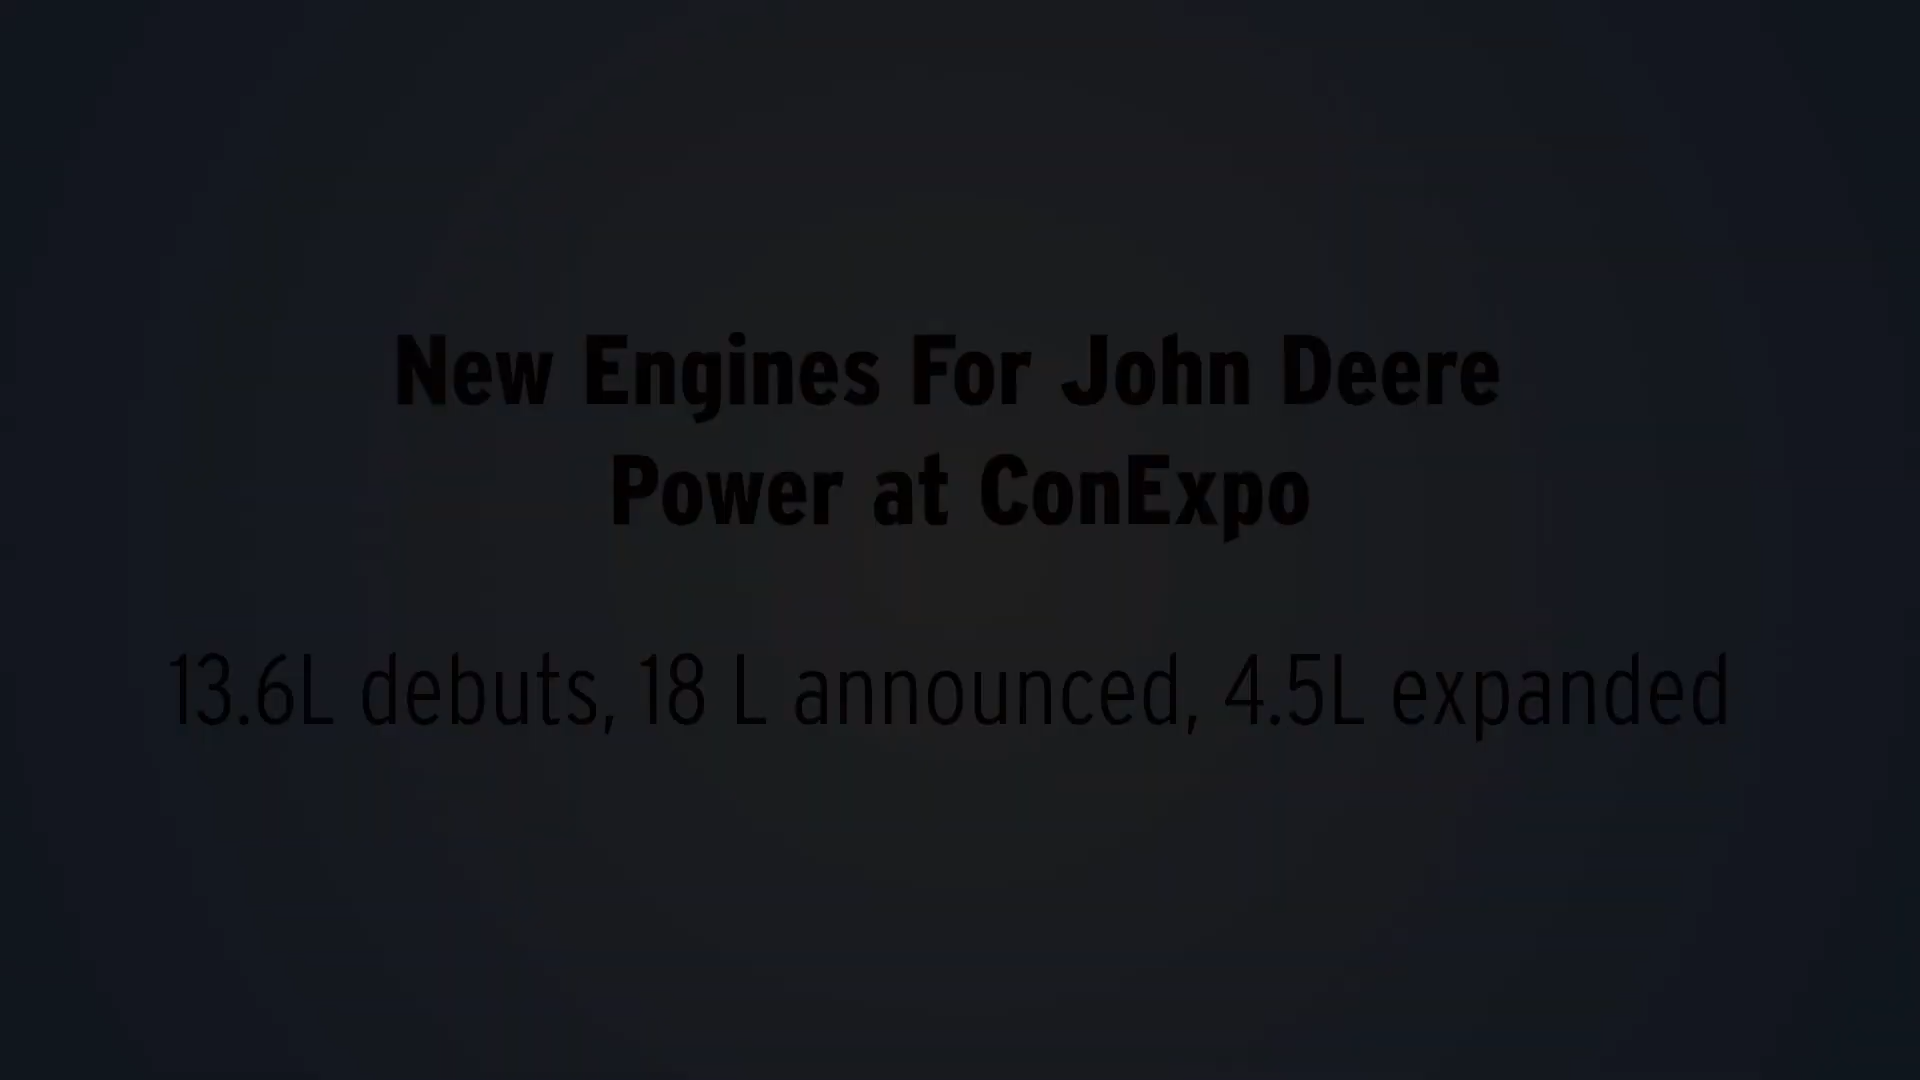 New Engines For John Deere
Power at ConExpo
13.6L debuts, 18 L announced, 4.5L expanded